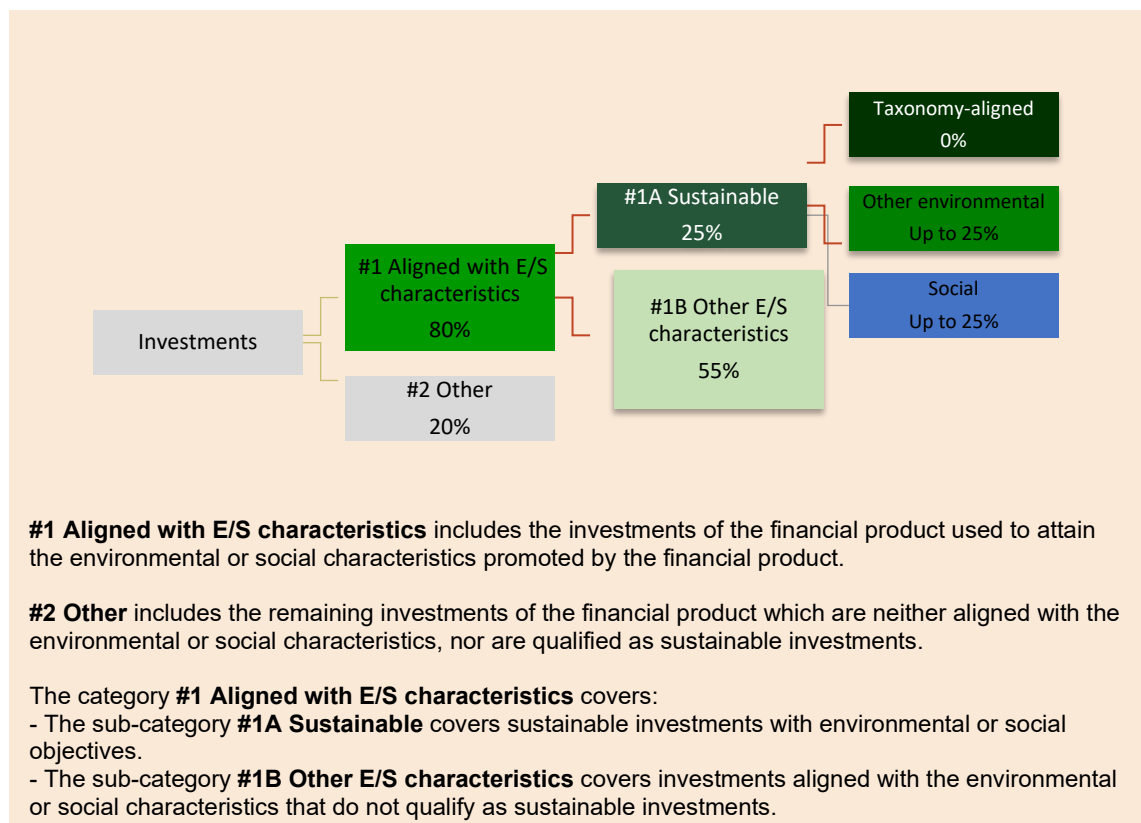 Taxonomy-aligned
0%
#1A Sustainable
25%
Other environmental
Up to 25%
#1 Aligned with E/S
characteristics
80%
#1B Other E/S
characteristics
55%
Social
Up to 25%
Investments
#2 Other
20%
#1 Aligned with E/S characteristics includes the investments of the financial product used to attain
the environmental or social characteristics promoted by the financial product.
#2 Other includes the remaining investments of the financial product which are neither aligned with the
environmental or social characteristics, nor are qualified as sustainable investments.
The category #1 Aligned with E/S characteristics covers:
- The sub-category #1A Sustainable covers sustainable investments with environmental or social
objectives.
- The sub-category #1B Other E/S characteristics covers investments aligned with the environmental
or social characteristics that do not qualify as sustainable investments.